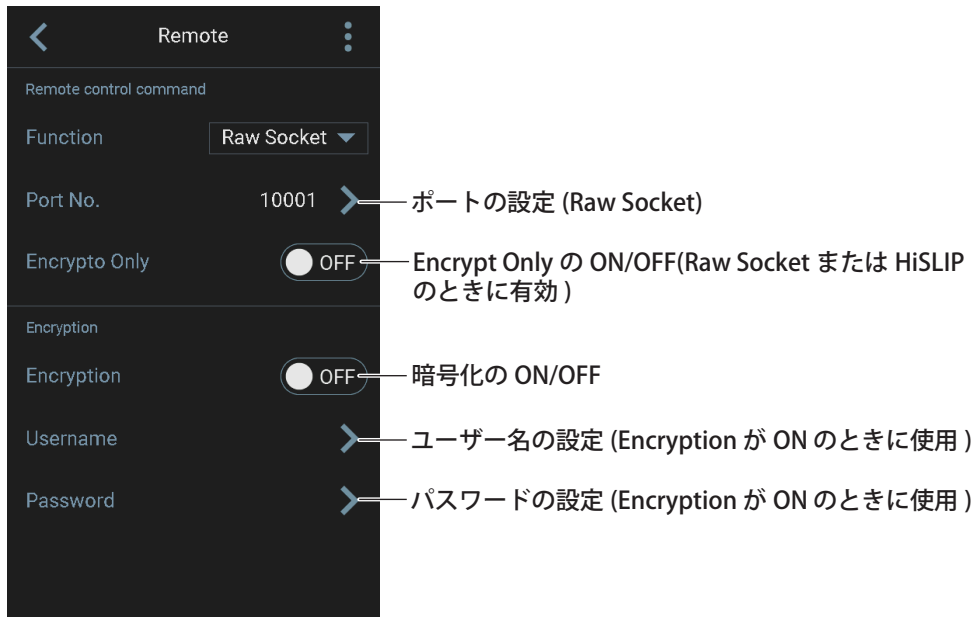 Remote
Remote control command
Function Raw Socket
Port No. 10001
ポートの設定 (Raw Socket)
Encrypto Only OFF
Encrypt Only の ON/OFF(Raw Socket または HiSLIP
のときに有効 )
Encryption
Encryption OFF
暗号化の ON/OFF
Username
ユーザー名の設定 (Encryption が ON のときに使用 )
Password
パスワードの設定 (Encryption が ON のときに使用 )